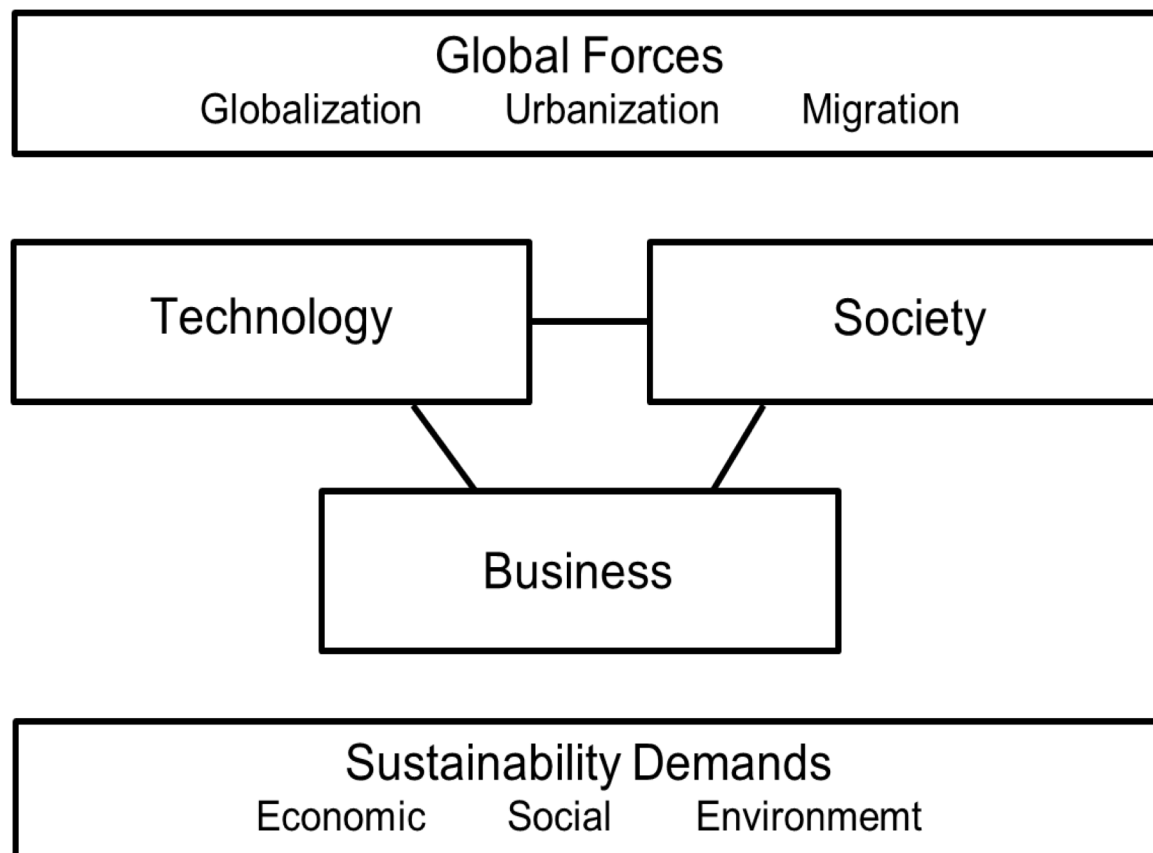 Global Forces
Globalization Urbanization Migration
Technology
Society
Business
Sustainability Demands
Economic Social Environmemt